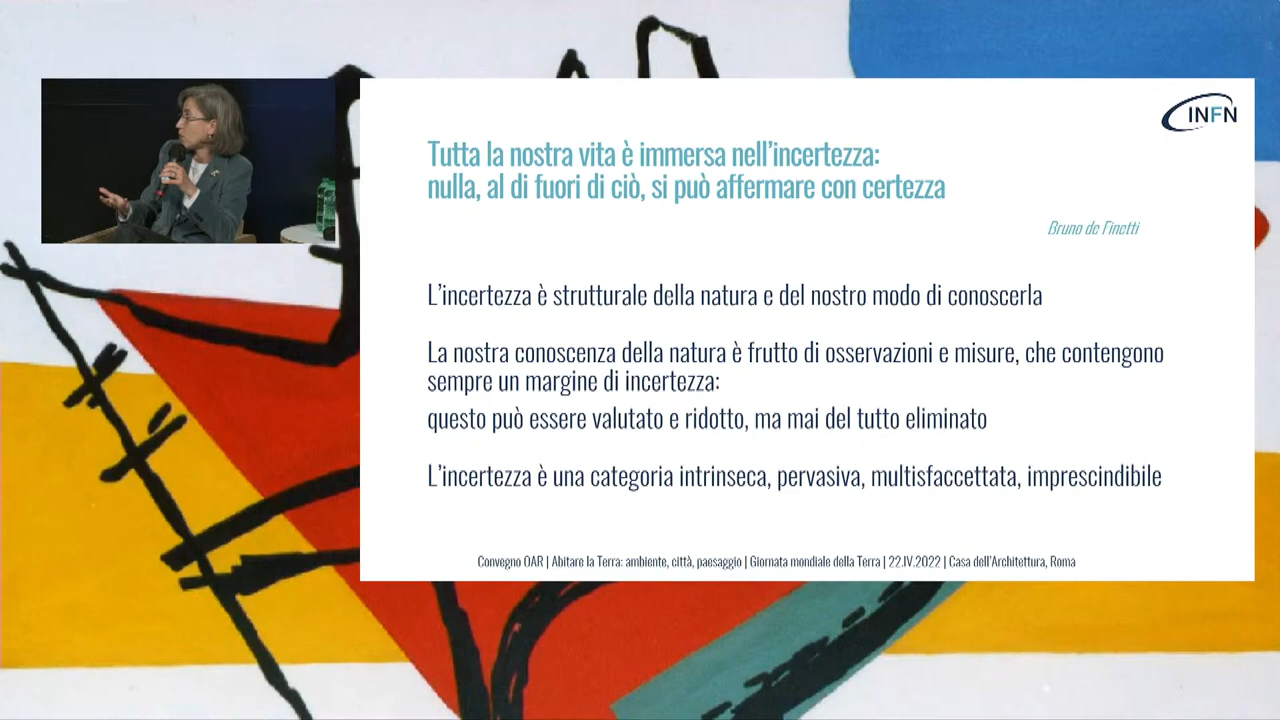 INFN
Tutta la nostra vita è immersa nell'incertezza:
nulla, al di fuori di ciò, si può affermare con certezza
Bruno de Finetti
L'incertezza è strutturale della natura e del nostro modo di conoscerla
La nostra conoscenza della natura è frutto di osservazioni e misure, che contengono
sempre un margine di incertezza:
questo può essere valutato e ridotto, ma mai del tutto eliminato
L'incertezza è una categoria intrinseca, pervasiva, multisfaccettata, imprescindibile
Convegno OAR | Abitare la Terra: ambiente, città, paesaggio | Giornata mondiale della Terra | 22.IV.2022 | Casa dell'Architettura, Roma